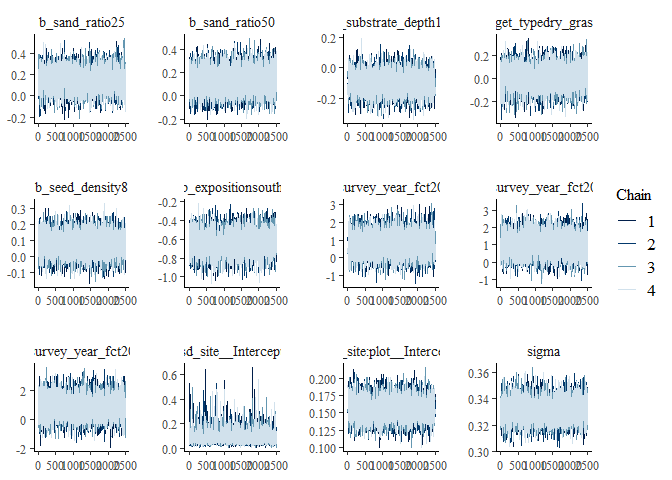 b_sand_ratio25
b_sand_ratio50
_substrate_depth1
get_typedry_gras
0.4
0.2
0.0
-0.2
0 500 1000 1500 2000 2500
0.4
0.2
0.0
-0.2
0 500 1000 1500 2000 2500
0.2
0.0
-0.2
0 500 1000 1500 2000 2500
0.2
0.0
-0.2
0 500 1000 1500 2000 2500
b_seed_density8
o_expositionsouth
survey_year_fct20
survey_year_fct20
0.3
0.2
0.1
0.0
-0.1
0 500 1000 1500 2000 2500
-0.2
-0.4
-0.6
-0.8
-1.0
0 500 1000 1500 2000 2500
3
2
1
0
-1
0 500 1000 1500 2000 2500
3
2
1
0
-1
0 500 1000 1500 2000 2500
Chain
1
2
3
4
survey_year_fct20
sd_site__Intercep
_site:plot__Interc
sigma
2
0
-2
0 500 1000 1500 2000 2500
0.6
0.4
0.2
0.0
0 500 1000 1500 2000 2500
0.200
0.175
0.150
0.125
0.100
0 500 1000 1500 2000 2500
0.36
0.34
0.32
0.30
0 500 1000 1500 2000 2500